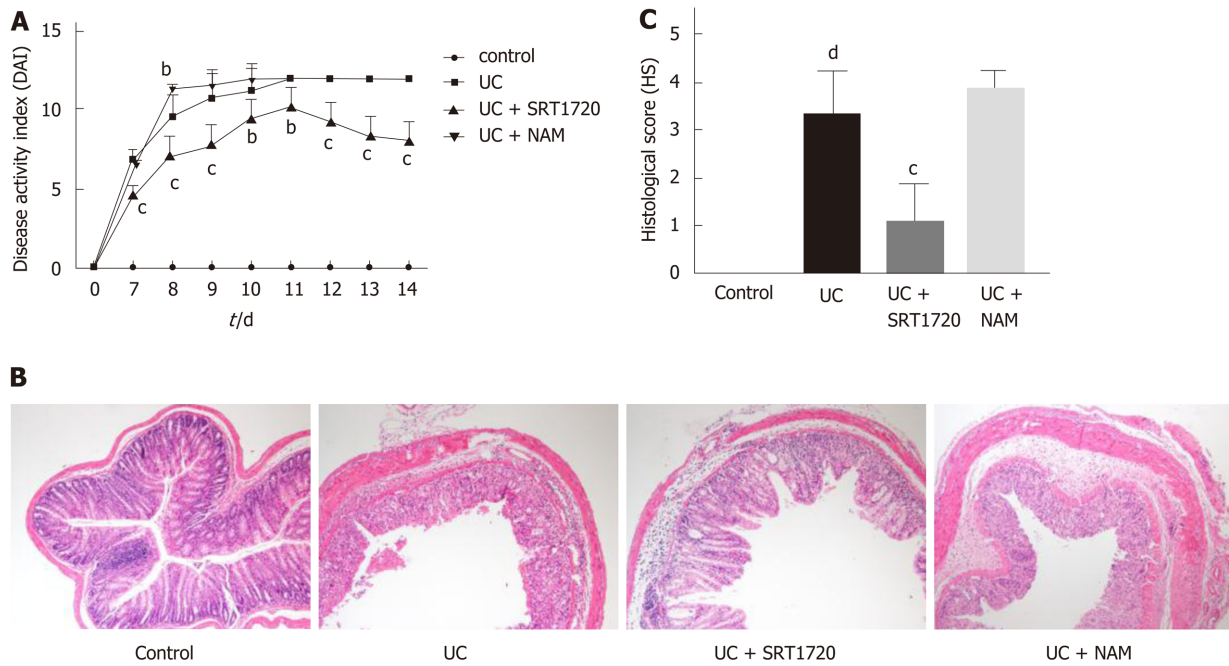 A
Disease activity index (DAI)
15
10
5
0
b
c
c
c
b
b
c
c
c
0 7 8 9 10 11 12 13 14
t/d
control
UC
UC + SRT1720
UC + NAM
C
Histological score (HS)
5
4
3
2
1
0
d
c
Control
UC
UC +
SRT1720
UC +
NAM
B
Control
UC
UC + SRT1720
UC + NAM